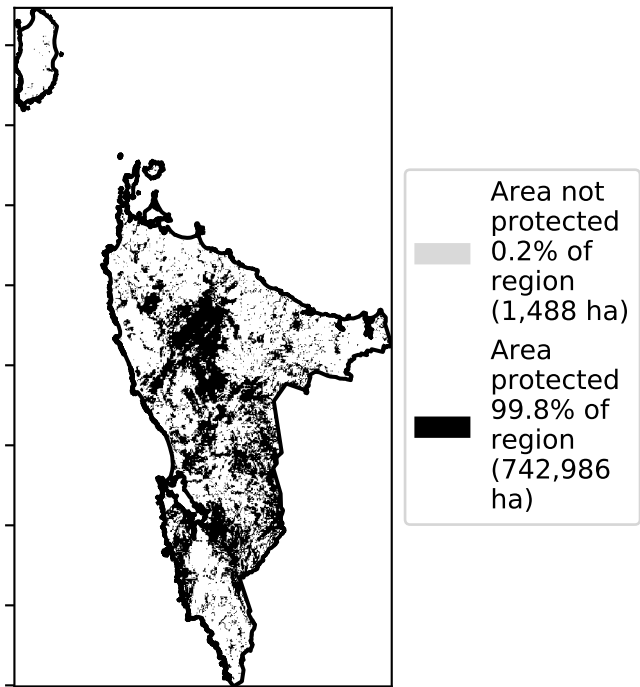 Area not
protected
0.2% of
region
(1,488 ha)
Area
protected
99.8% of
region
(742,986
ha)